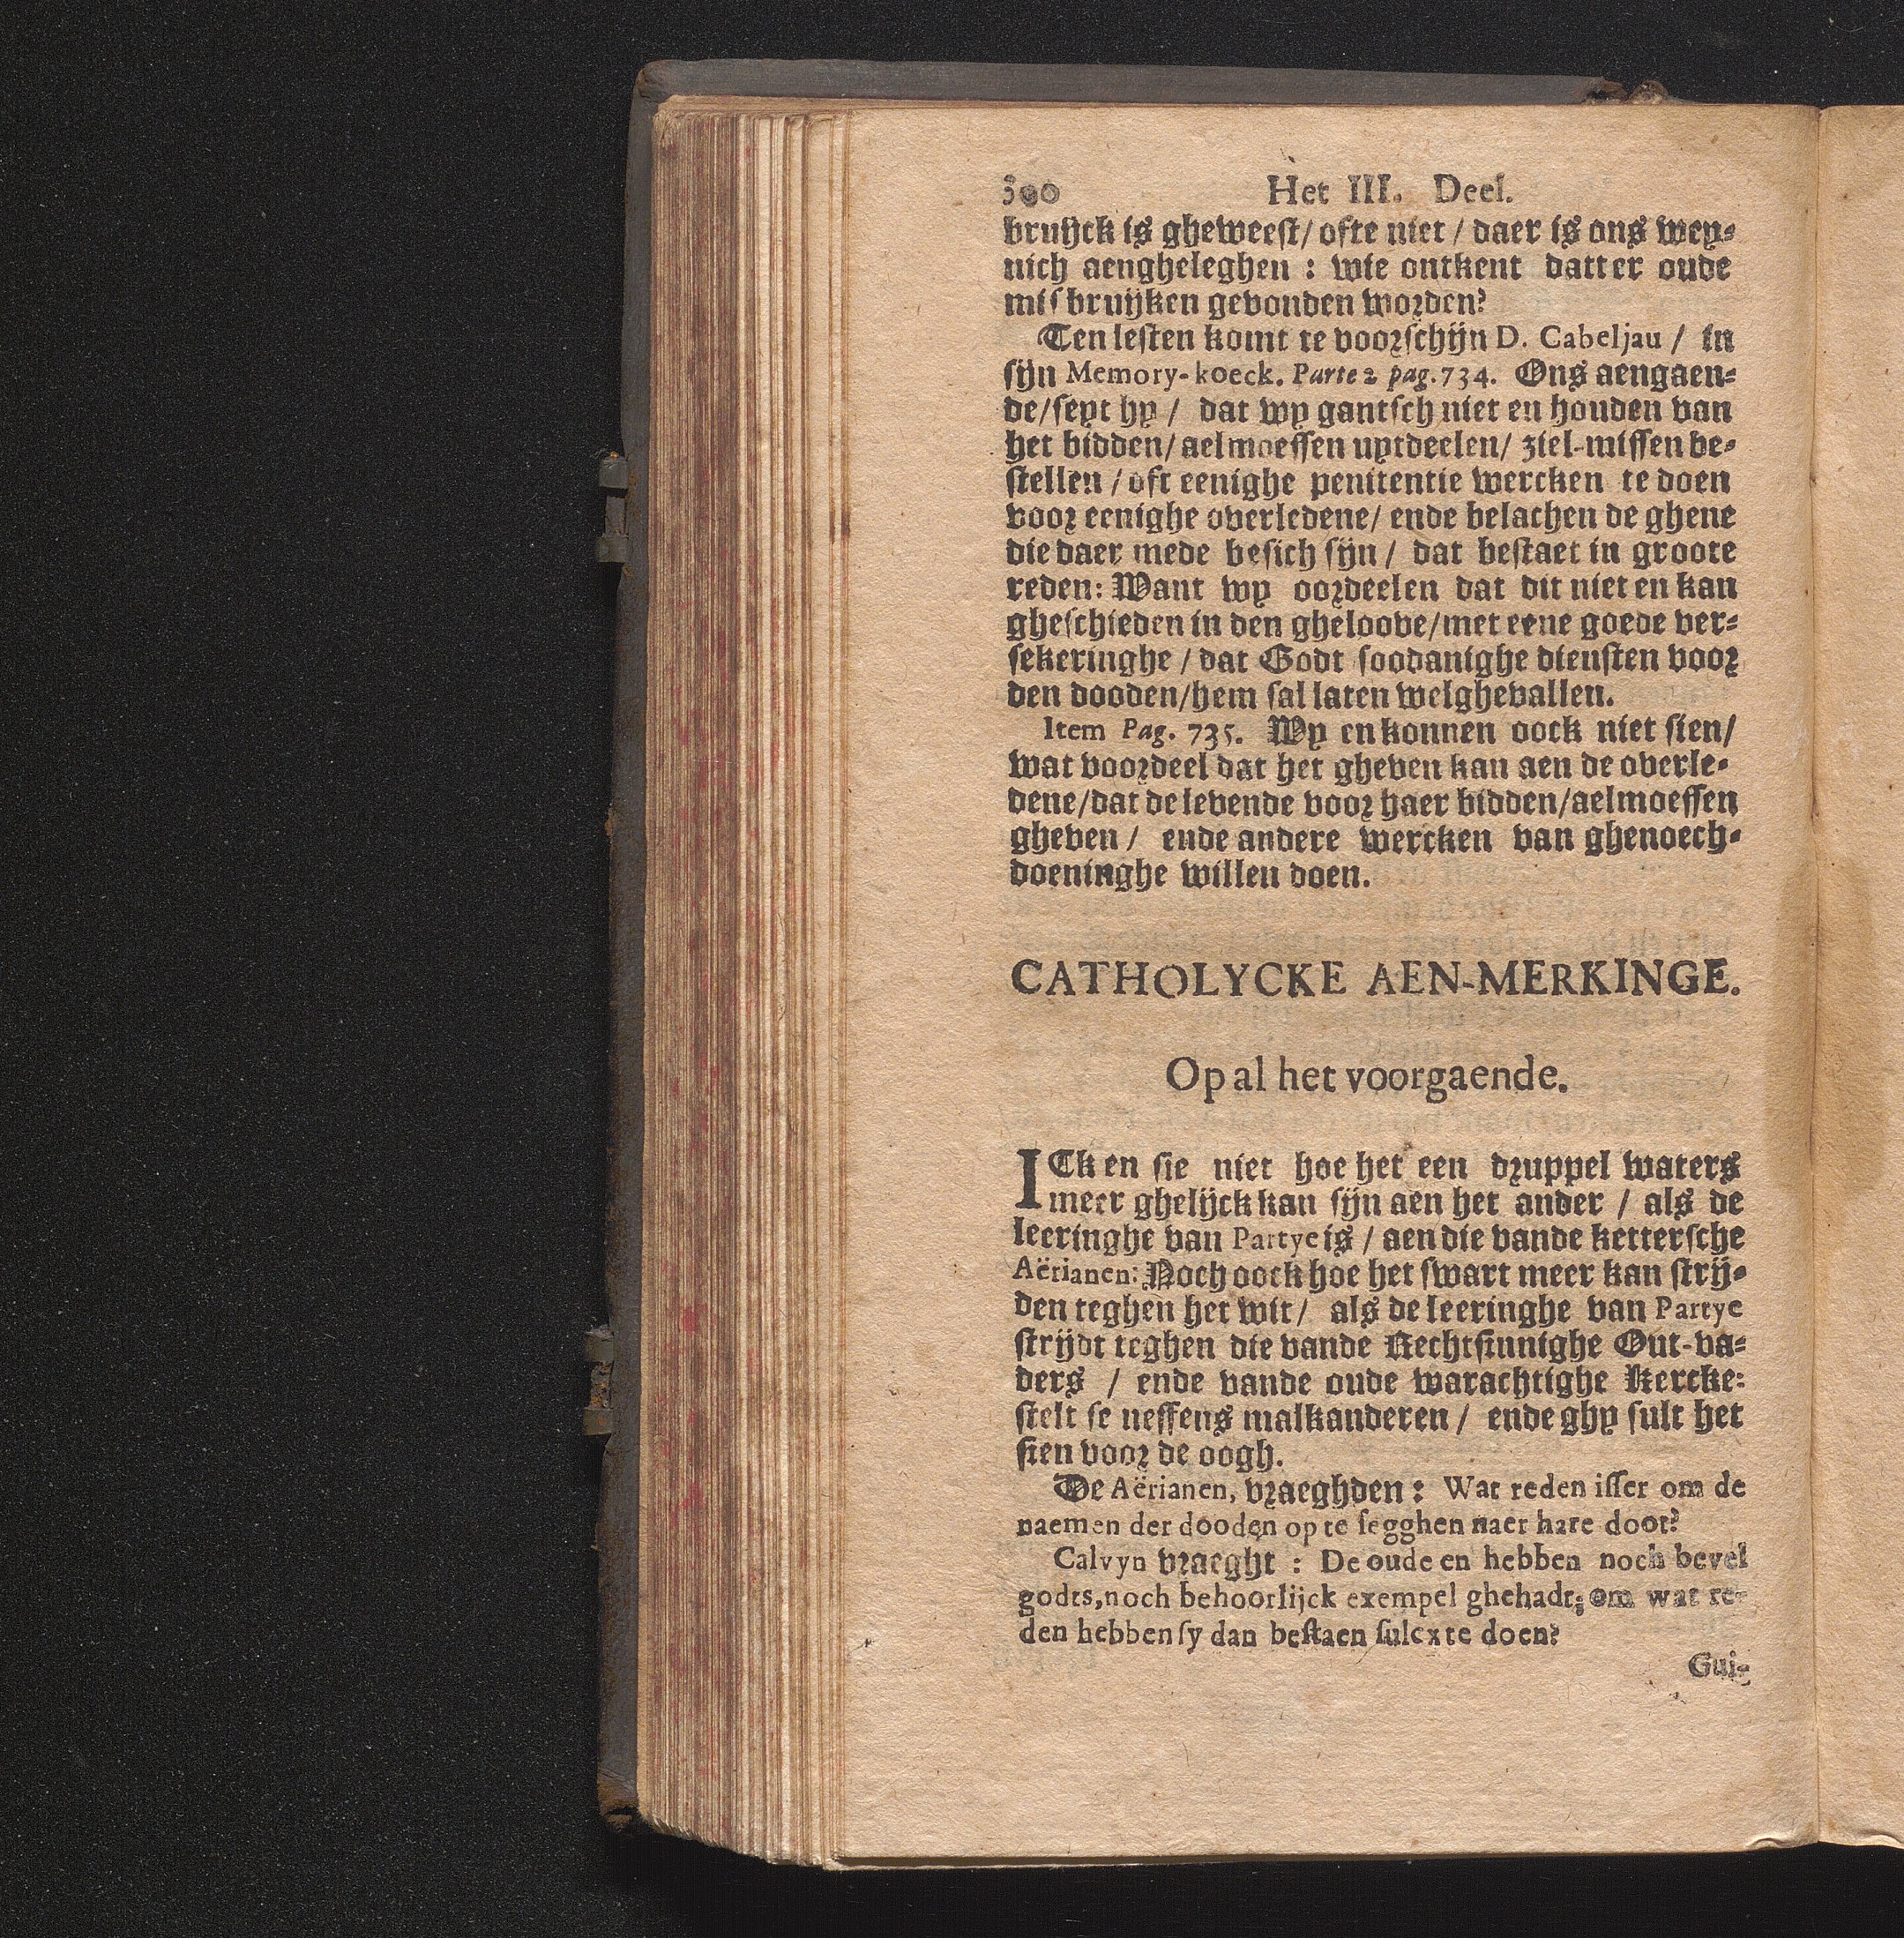 390 Het III. Deel.
bruijck is gheweest / ofte niet / daer is ons wey-
nich aengheleghen : wie ontkent datter oude
misbruijken gevonden worden?
Ten lesten komt te voorschijn D. Cabeljau / in
sijn Memory-koeck. Parte 2 pag. 734. Ons aengaen-
de / seyt hy / dat wy gantsch niet en houden van
het bidden / aelmoessen uytdeelen / ziel-missen be-
stellen / oft eenighe penitentie wercken te doen
voor eenighe overledene / ende belachen de ghene
die daer mede besich sijn / dat bestaet in groote
reden: Want wy oordeelen dat dit niet en kan
gheschieden in den gheloove / met eene goede ver-
sekeringhe / dat Godt soodanighe diensten voor
den dooden / hem sal laten welghevallen.
Item Pag. 735. Wy en konnen oock niet sien /
wat voordeel dat het gheven kan aen de overle-
dene / dat de levende voor haer bidden / aelmoessen
gheven / ende andere wercken van ghenoech-
doeninghe willen doen.
CATHOLYCKE AEN-MERKINGE.
Op al het voorgaende.
ICk en sie niet hoe het een druppel waters
meer ghelijck kan sijn aen het ander / als de
leeringhe van Partye is / aen die vande kettersche
Aërianen: Noch oock hoe het swart meer kan strij-
den teghen het wit / als de leeringhe van Partye
strijdt teghen die vande Rechtsinnighe Out-va-
ders / ende vande oude warachtighe Kercke:
stelt se neffens malkanderen / ende ghy sult het
sien voor de oogh.
De Aërianen, vraeghden : Wat reden isser om de
naemen der dooden op te segghen naer hare doot?
Calvyn vraeght : De oude en hebben noch bevel
godts, noch behoorlijck exempel ghehadt; om wat re-
den hebben sy dan bestaen sulcx te doen?
Gui-